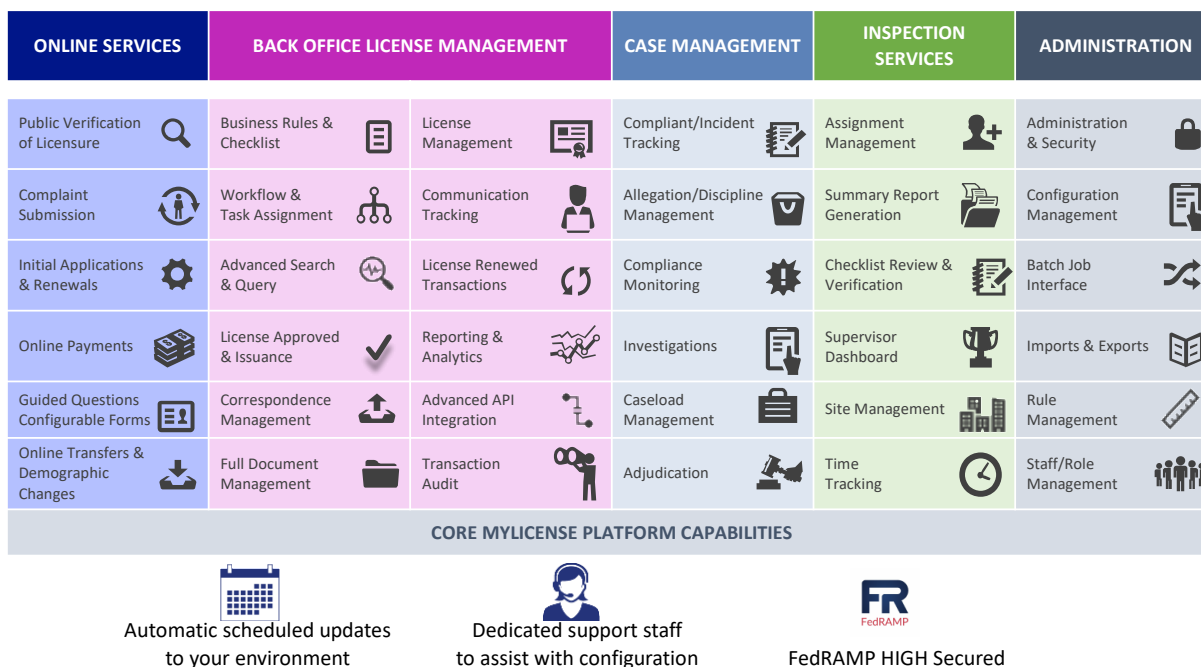 ONLINE SERVICES
BACK OFFICE LICENSE MANAGEMENT
CASE MANAGEMENT
INSPECTION
SERVICES
ADMINISTRATION
Public Verification
of Licensure
Business Rules &
Checklist
License
Management
Compliant/Incident
Tracking
Assignment
Management
Administration
& Security
Complaint
Submission
Workflow &
Task Assignment
Communication
Tracking
Allegation/Discipline
Management
Summary Report
Generation
Configuration
Management
Initial Applications
& Renewals
Advanced Search
& Query
License Renewed
Transactions
Compliance
Monitoring
Checklist Review &
Verification
Batch Job
Interface
Online Payments
License Approved
& Issuance
Reporting &
Analytics
Investigations
Supervisor
Dashboard
Imports & Exports
Guided Questions
Configurable Forms
Correspondence
Management
Advanced API
Integration
Caseload
Management
Site Management
Rule
Management
Online Transfers &
Demographic
Changes
Full Document
Management
Transaction
Audit
Adjudication
Time
Tracking
Staff/Role
Management
CORE MYLICENSE PLATFORM CAPABILITIES
Automatic scheduled updates
to your environment
Dedicated support staff
to assist with configuration
FR
FedRAMP
FedRAMP HIGH Secured